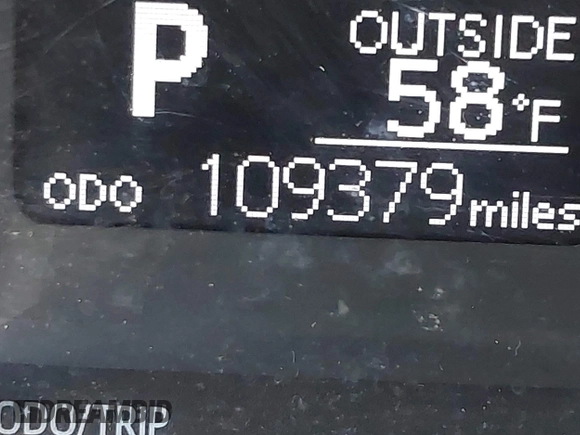 P
OUTSIDE
58°F
ODO 109379 miles
ODO/TRIP